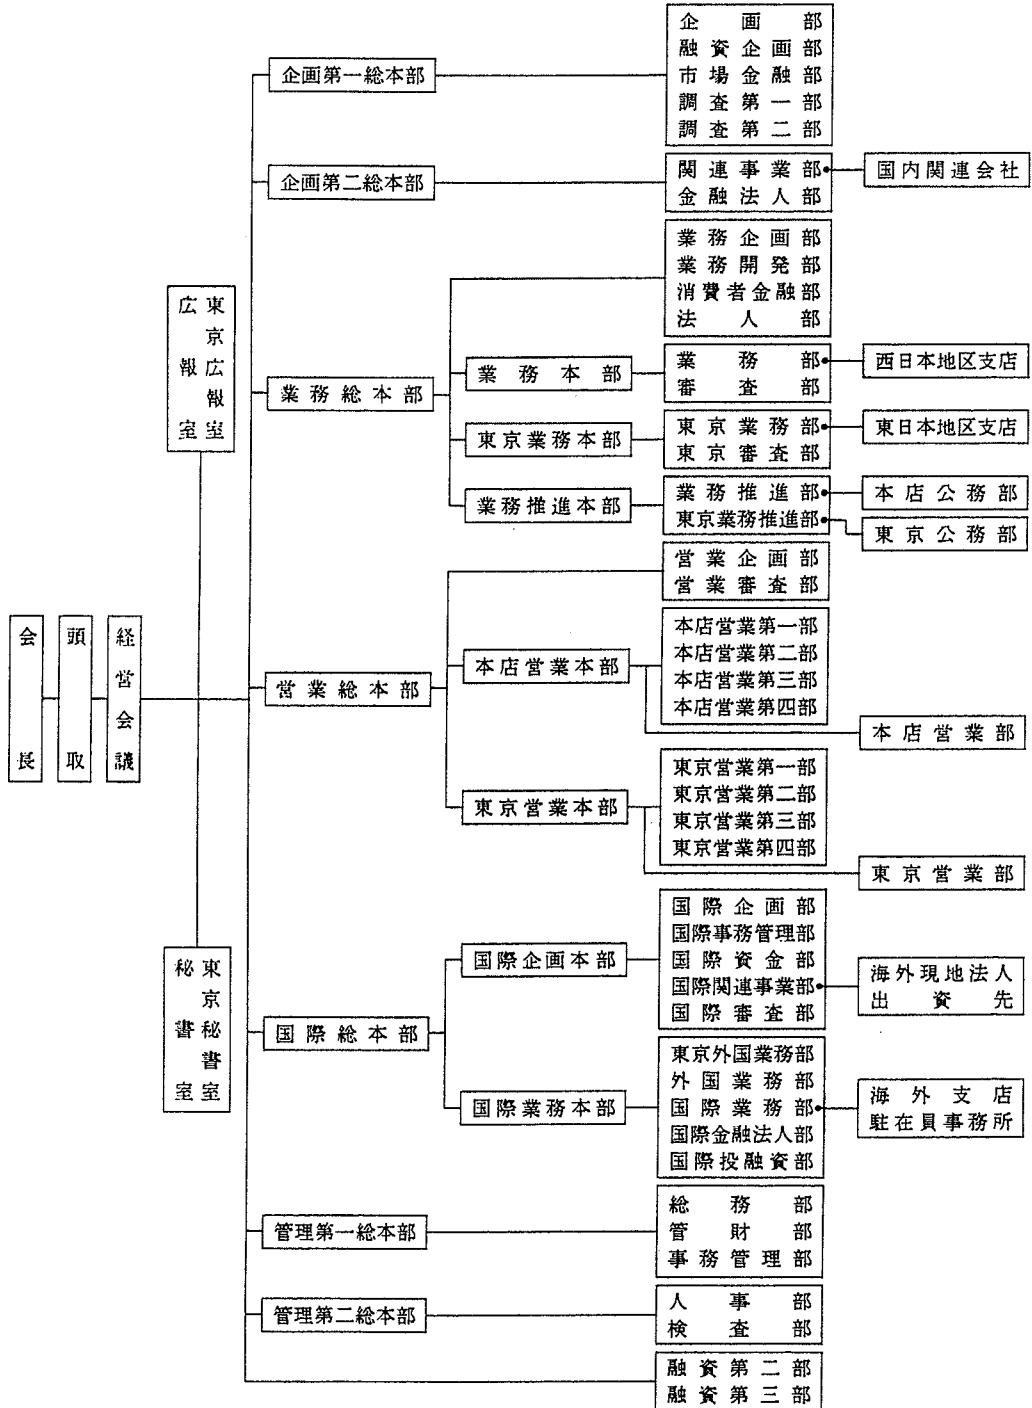 会長
頭取
経営会議
東京広報室
広報室
東京秘書室
秘書室
企画第一総本部
企画部
融資企画部
市場金融部
調査第一部
調査第二部
企画第二総本部
関連事業部
金融法人部
国内関連会社
業務総本部
業務企画部
業務開発部
消費者金融部
法人部
業務本部
業務部
審査部
西日本地区支店
東京業務本部
東京業務部
東京審査部
東日本地区支店
業務推進本部
業務推進部
東京業務推進部
本店公務部
東京公務部
営業総本部
営業企画部
営業審査部
本店営業本部
本店営業第一部
本店営業第二部
本店営業第三部
本店営業第四部
本店営業部
東京営業本部
東京営業第一部
東京営業第二部
東京営業第三部
東京営業第四部
東京営業部
国際総本部
国際企画本部
国際企画部
国際事務管理部
国際資金部
国際関連事業部
国際審査部
海外現地法人
出資先
国際業務本部
東京外国業務部
外国業務部
国際業務部
国際金融法人部
国際投融資部
海外支店
駐在員事務所
管理第一総本部
総務部
管財部
事務管理部
管理第二総本部
人事部
検査部
融資第二部
融資第三部